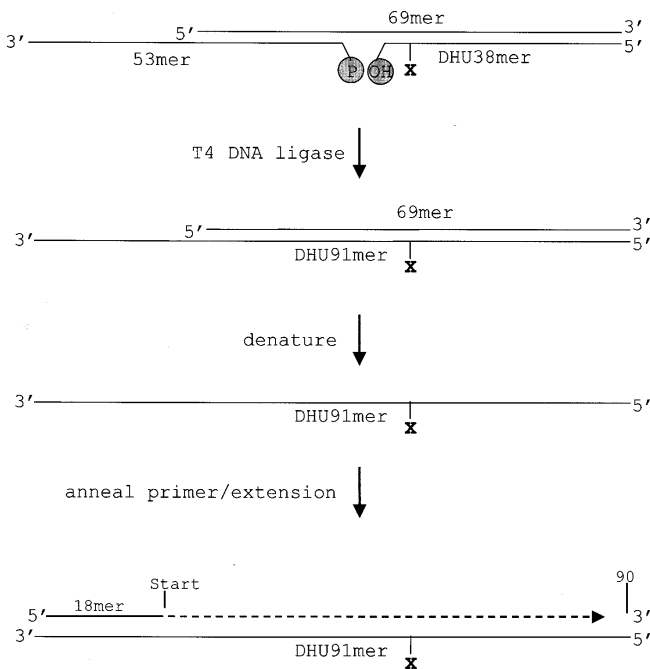 69mer
3′ 5′ 3′
5′
53mer P OH X DHU38mer
T4 DNA ligase
69mer
3′ 5′ 3′
5′
DHU91mer X
denature
3′ 5′
DHU91mer X
anneal primer/extension
Start 90
18mer
5′ 3′
3′ 5′
DHU91mer X